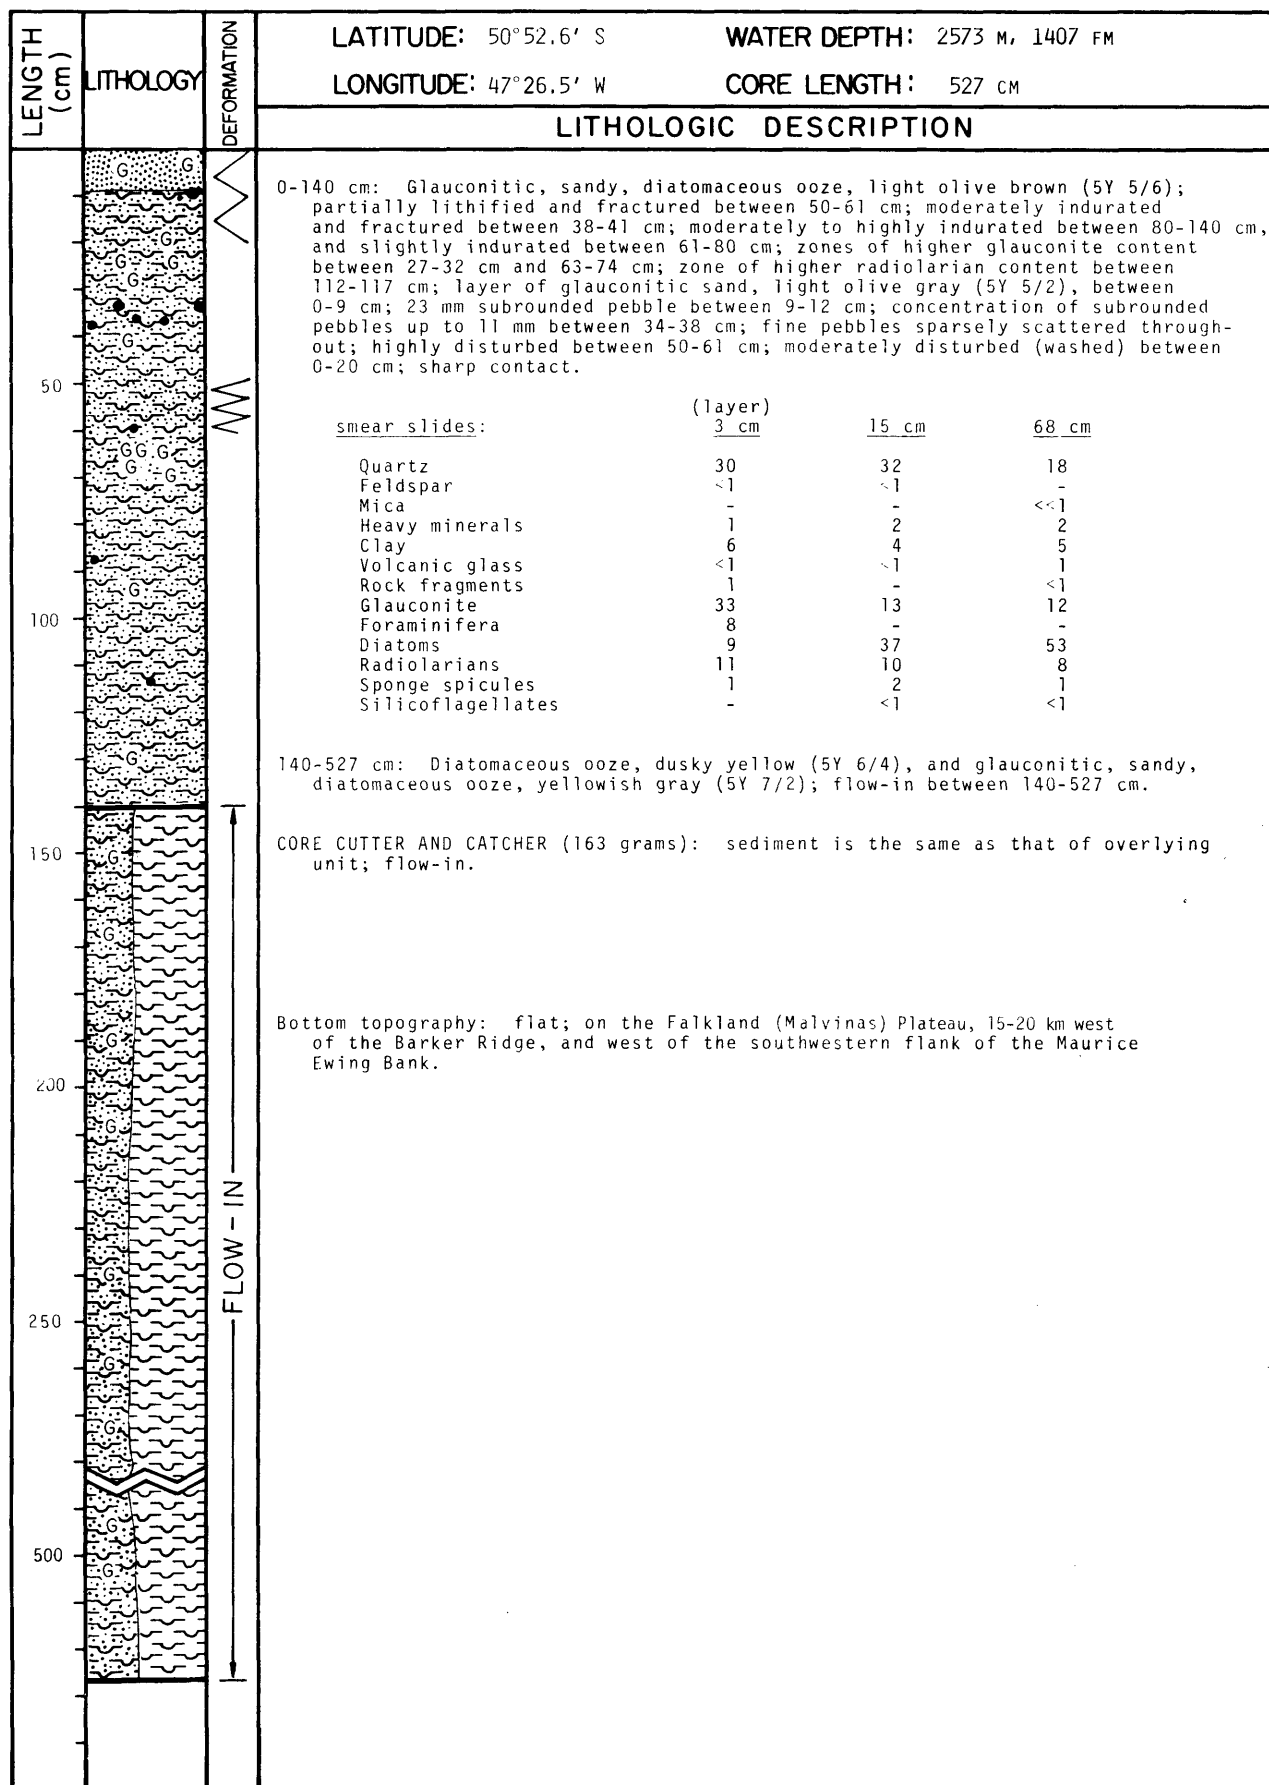 LENGTH (cm)
LITHOLOGY
DEFORMATION
LATITUDE: 50°52.6' S
WATER DEPTH: 2573 M, 1407 FM
LONGITUDE: 47°26.5' W
CORE LENGTH: 527 CM
LITHOLOGIC DESCRIPTION
0-140 cm: Glauconitic, sandy, diatomaceous ooze, light olive brown (5Y 5/6);
partially lithified and fractured between 50-61 cm; moderately indurated
and fractured between 38-41 cm; moderately to highly indurated between 80-140 cm,
and slightly indurated between 61-80 cm; zones of higher glauconite content
between 27-32 cm and 63-74 cm; zone of higher radiolarian content between
112-117 cm; layer of glauconitic sand, light olive gray (5Y 5/2), between
0-9 cm; 23 mm subrounded pebble between 9-12 cm; concentration of subrounded
pebbles up to 11 mm between 34-38 cm; fine pebbles sparsely scattered through-
out; highly disturbed between 50-61 cm; moderately disturbed (washed) between
0-20 cm; sharp contact.
(layer)
smear slides: 3 cm 15 cm 68 cm
Quartz 30 32 18
Feldspar <1 <1 -
Mica - - <<1
Heavy minerals 1 2 2
Clay 6 4 5
Volcanic glass <1 <1 1
Rock fragments 1 - <1
Glauconite 33 13 12
Foraminifera 8 - -
Diatoms 9 37 53
Radiolarians 11 10 8
Sponge spicules 1 2 1
Silicoflagellates - <1 <1
140-527 cm: Diatomaceous ooze, dusky yellow (5Y 6/4), and glauconitic, sandy,
diatomaceous ooze, yellowish gray (5Y 7/2); flow-in between 140-527 cm.
CORE CUTTER AND CATCHER (163 grams): sediment is the same as that of overlying
unit; flow-in.
Bottom topography: flat; on the Falkland (Malvinas) Plateau, 15-20 km west
of the Barker Ridge, and west of the southwestern flank of the Maurice
Ewing Bank.
50
100
150
200
250
500
G G
G
G G
G G
G
G
GG G
G G
G
G
G
G
G
G
G
G
G
G
G
FLOW-IN